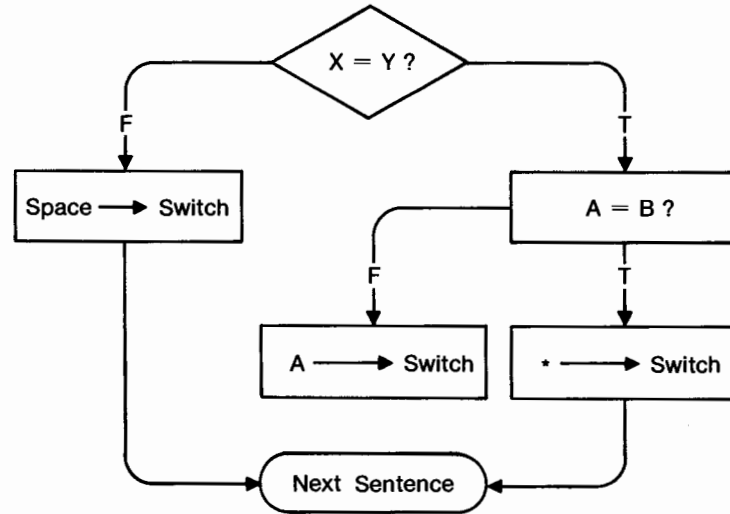 X = Y ?
F
T
Space → Switch
A = B ?
F
T
A → Switch
* → Switch
Next Sentence